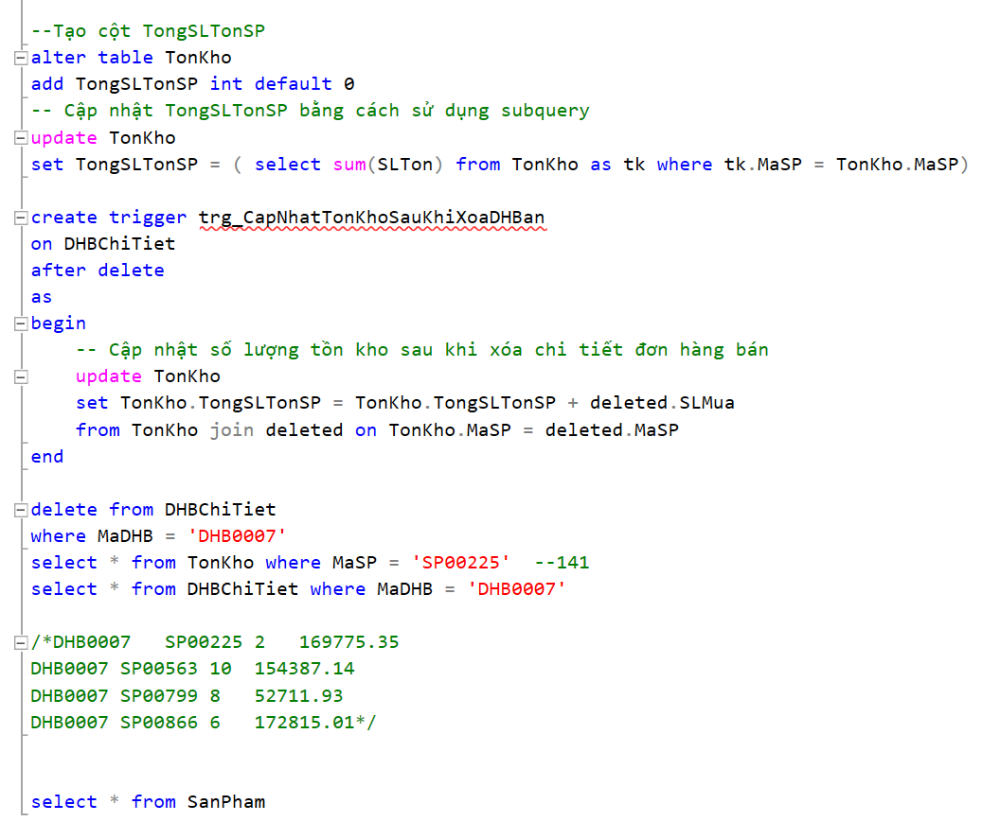 --Tạo cột TongSLTonSP
alter table TonKho
add TongSLTonSP int default 0
-- Cập nhật TongSLTonSP bằng cách sử dụng subquery
update TonKho
set TongSLTonSP = ( select sum(SLTon) from TonKho as tk where tk.MaSP = TonKho.MaSP)
create trigger trg_CapNhatTonKhoSauKhiXoaDHBan
on DHBChiTiet
after delete
as
begin
-- Cập nhật số lượng tồn kho sau khi xóa chi tiết đơn hàng bán
update TonKho
set TonKho.TongSLTonSP = TonKho.TongSLTonSP + deleted.SLMua
from TonKho join deleted on TonKho.MaSP = deleted.MaSP
end
delete from DHBChiTiet
where MaDHB = 'DHB0007'
select * from TonKho where MaSP = 'SP00225'  --141
select * from DHBChiTiet where MaDHB = 'DHB0007'
/*DHB0007   SP00225 2   169775.35
DHB0007 SP00563 10  154387.14
DHB0007 SP00799 8   52711.93
DHB0007 SP00866 6   172815.01*/
select * from SanPham